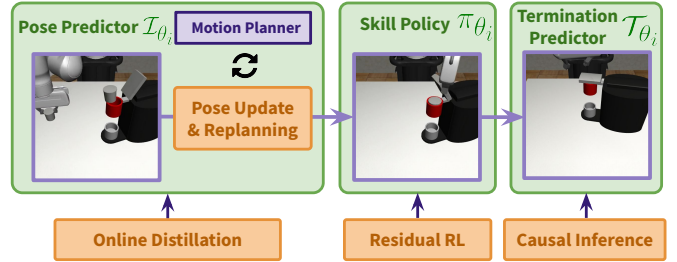 Pose Predictor 𝓘θᵢ
Motion Planner
Pose Update
& Replanning
Skill Policy πθᵢ
Termination
Predictor 𝒯θᵢ
Online Distillation
Residual RL
Causal Inference